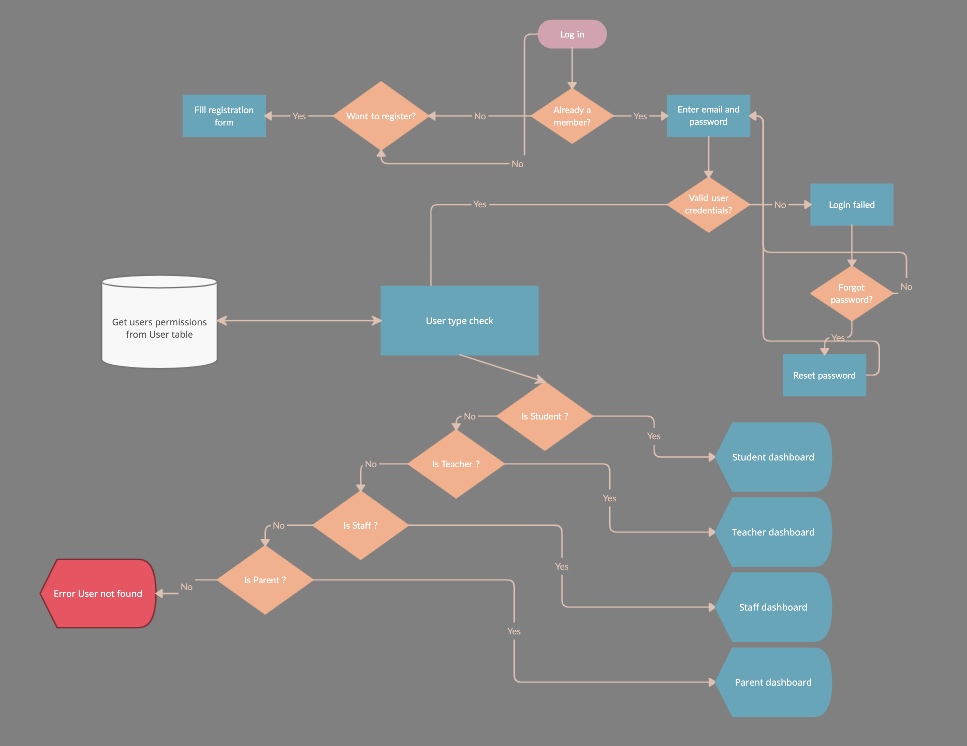 Log in
Fill registration
form
Yes
Want to register?
No
Already a
member?
Yes
Enter email and
password
No
Yes
Valid user
credentials?
No
Login failed
Forgot
password?
No
Yes
Get users permissions
from User table
User type check
Reset password
Is Student ?
No
Yes
Student dashboard
Is Teacher ?
No
Yes
Teacher dashboard
Is Staff ?
No
Yes
Staff dashboard
Is Parent ?
No
Error User not found
Yes
Parent dashboard